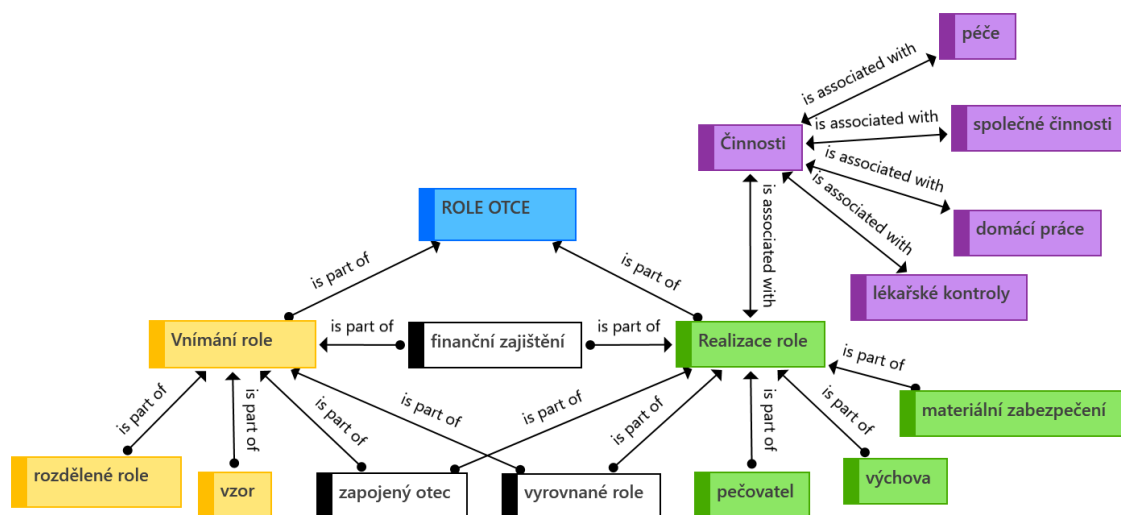 péče
is associated with
společné činnosti
is associated with
Činnosti
is associated with
domácí práce
is associated with
lékařské kontroly
is associated with
ROLE OTCE
is part of
is part of
Vnímání role
is part of
finanční zajištění
is part of
Realizace role
is part of
materiální zabezpečení
is part of
is part of
is part of
is part of
is part of
is part of
is part of
is part of
rozdělené role
vzor
zapojený otec
vyrovnané role
pečovatel
výchova